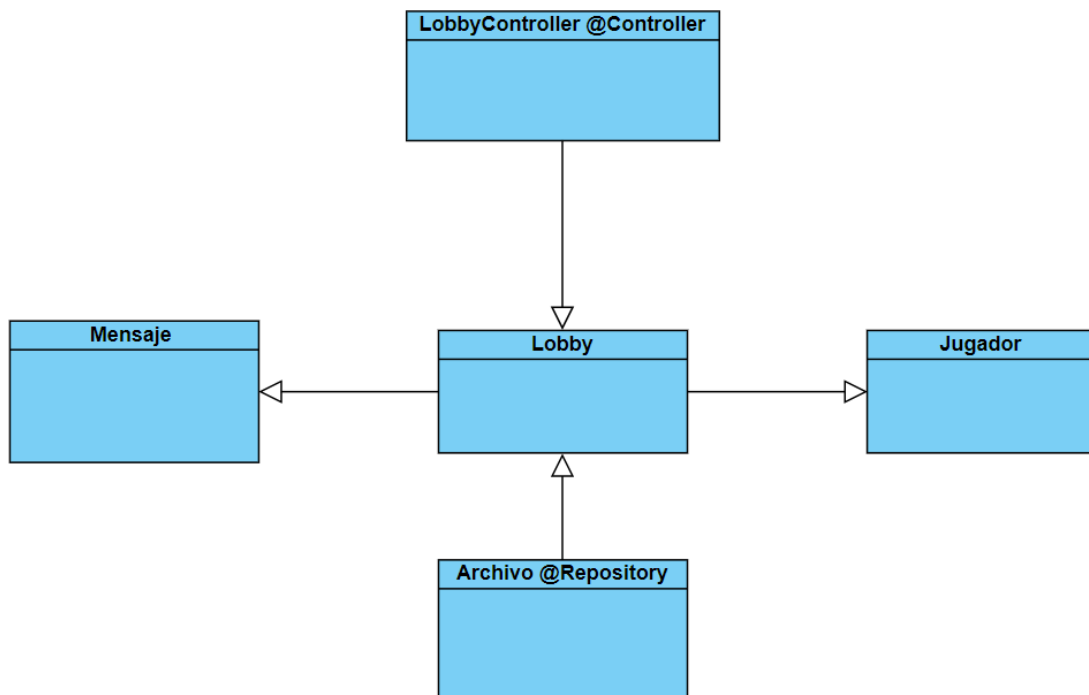 LobbyController @Controller
Mensaje
Lobby
Jugador
Archivo @Repository